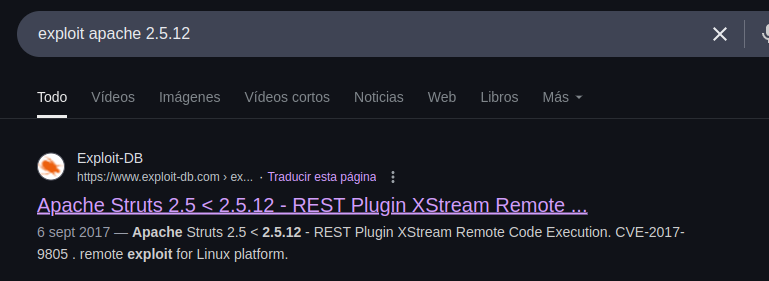 exploit apache 2.5.12
Todo Vídeos Imágenes Vídeos cortos Noticias Web Libros Más
Exploit-DB
https://www.exploit-db.com › ex... · Traducir esta página
Apache Struts 2.5 < 2.5.12 - REST Plugin XStream Remote ...
6 sept 2017 — Apache Struts 2.5 < 2.5.12 - REST Plugin XStream Remote Code Execution. CVE-2017-
9805 . remote exploit for Linux platform.